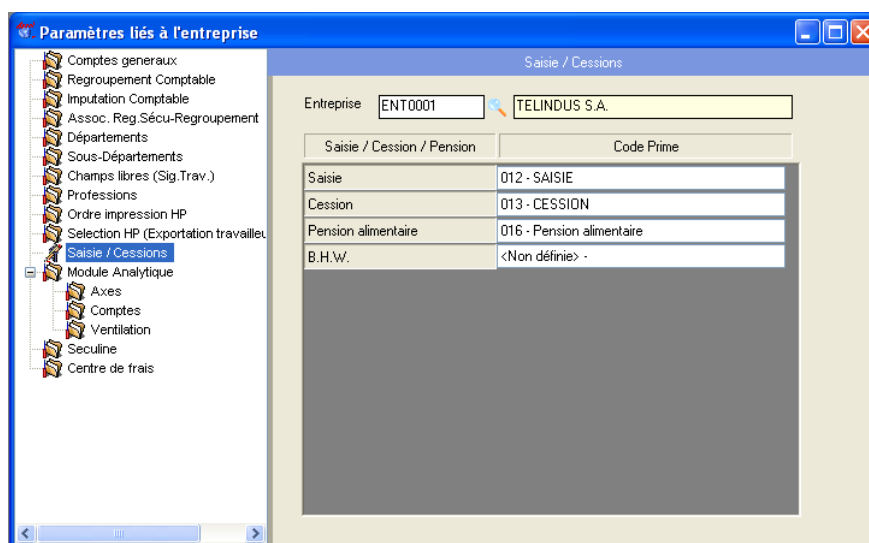 Paramètres liés à l'entreprise
Comptes generaux
Regroupement Comptable
Imputation Comptable
Assoc. Reg.Sécu-Regroupement
Départements
Sous-Départements
Champs libres (Sig.Trav.)
Professions
Ordre impression HP
Selection HP (Exportation travailleu
Saisie / Cessions
Module Analytique
Axes
Comptes
Ventilation
Seculine
Centre de frais
Saisie / Cessions
Entreprise ENT0001 TELINDUS S.A.
Saisie / Cession / Pension Code Prime
Saisie 012 - SAISIE
Cession 013 - CESSION
Pension alimentaire 016 - Pension alimentaire
B.H.W. <Non définie> -